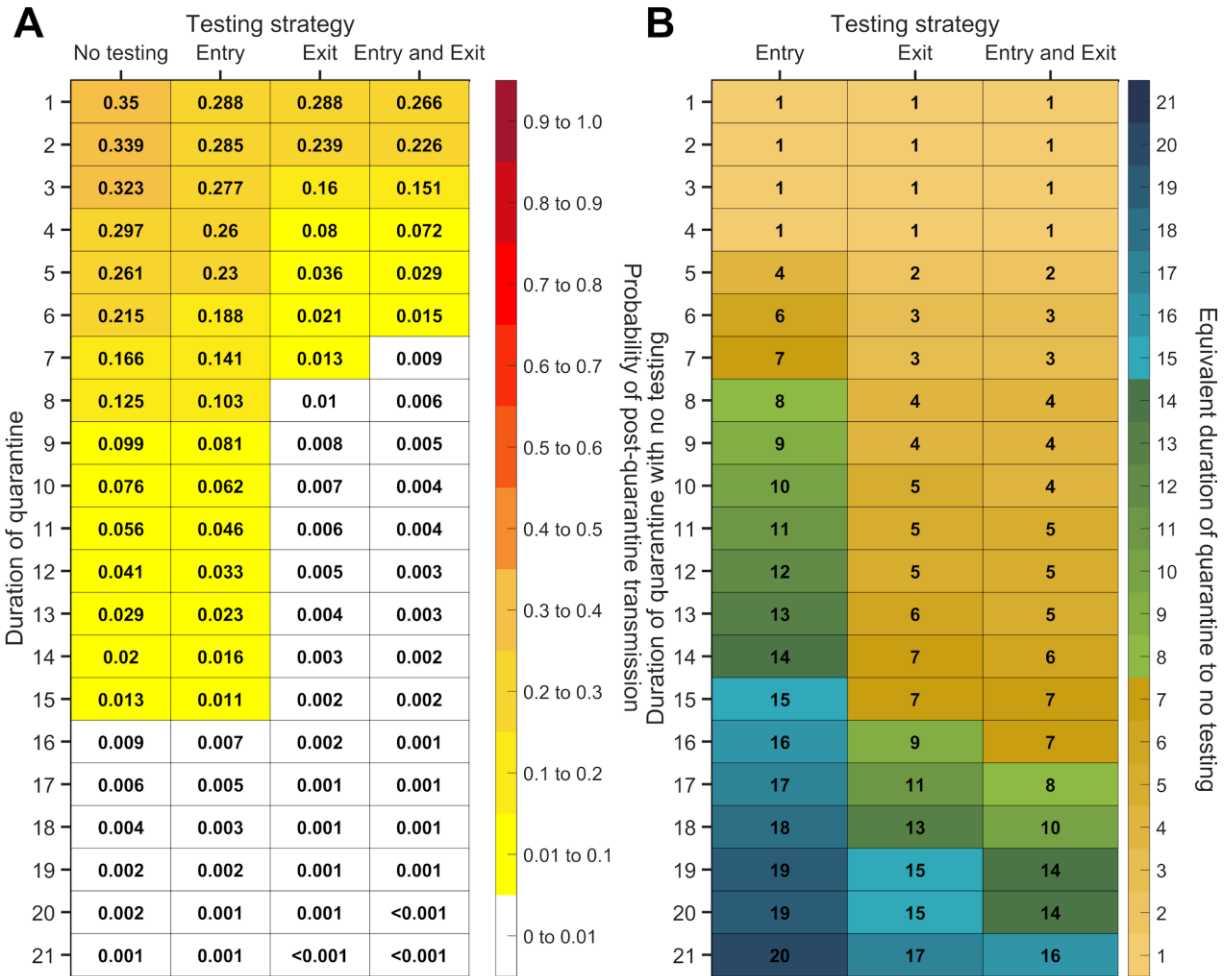 A
Testing strategy
No testing Entry Exit Entry and Exit
Duration of quarantine
1 0.35 0.288 0.288 0.266
2 0.339 0.285 0.239 0.226
3 0.323 0.277 0.16 0.151
4 0.297 0.26 0.08 0.072
5 0.261 0.23 0.036 0.029
6 0.215 0.188 0.021 0.015
7 0.166 0.141 0.013 0.009
8 0.125 0.103 0.01 0.006
9 0.099 0.081 0.008 0.005
10 0.076 0.062 0.007 0.004
11 0.056 0.046 0.006 0.004
12 0.041 0.033 0.005 0.003
13 0.029 0.023 0.004 0.003
14 0.02 0.016 0.003 0.002
15 0.013 0.011 0.002 0.002
16 0.009 0.007 0.002 0.001
17 0.006 0.005 0.001 0.001
18 0.004 0.003 0.001 0.001
19 0.002 0.002 0.001 0.001
20 0.002 0.001 0.001 <0.001
21 0.001 0.001 <0.001 <0.001
0.9 to 1.0
0.8 to 0.9
0.7 to 0.8
0.6 to 0.7
0.5 to 0.6
0.4 to 0.5
0.3 to 0.4
0.2 to 0.3
0.1 to 0.2
0.01 to 0.1
0 to 0.01
Probability of post-quarantine transmission
B
Testing strategy
Entry Exit Entry and Exit
Duration of quarantine with no testing
1 1 1 1
2 1 1 1
3 1 1 1
4 1 1 1
5 4 2 2
6 6 3 3
7 7 3 3
8 8 4 4
9 9 4 4
10 10 5 4
11 11 5 5
12 12 5 5
13 13 6 5
14 14 7 6
15 15 7 7
16 16 9 7
17 17 11 8
18 18 13 10
19 19 15 14
20 19 15 14
21 20 17 16
21
20
19
18
17
16
15
14
13
12
11
10
9
8
7
6
5
4
3
2
1
Equivalent duration of quarantine to no testing